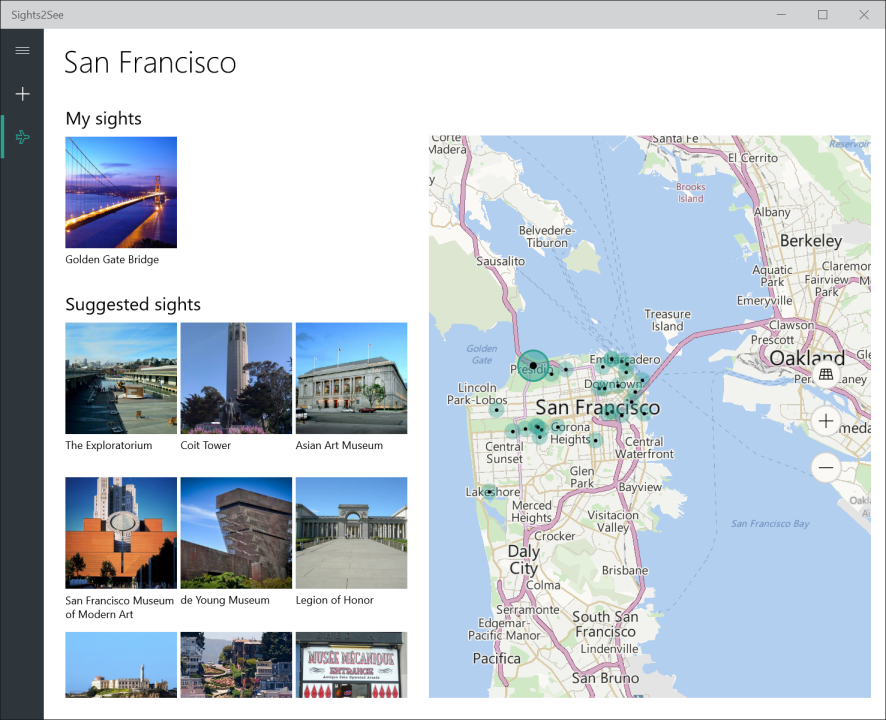 Sights2See
San Francisco
My sights
Golden Gate Bridge
Suggested sights
The Exploratorium
Coit Tower
Asian Art Museum
San Francisco Museum
of Modern Art
de Young Museum
Legion of Honor
MUSÉE MÉCANIQUE
ENTRANCE
Corte
Madera
y
Santa Fe
Reservoir
El Cerrito
Brooks
Island
Albany
Belvedere-
Tiburon
Berkeley
Sausalito
Aquatic
Park
Claremon
Fairview
Park
M
Emeryville
Treasure
Island
Clawson
Prescott
Golden
Gate
Embarcadero
Oakland
Presidio
Downtown
Lincoln
Park-Lobos
San Francisco
Corona
Heights
meda
Central
Sunset
Central
Waterfront
Glen
Park
Lakeshore
Bayview
Oakl
Ai
Merced
Heights
Visitacion
Valley
San Francisco Bay
Crocker
Daly
City
Brisbane
Colma
Serramonte
Edgemar-
Pacific Manor
South San
Francisco
Lindenville
Pacifica
San Bruno